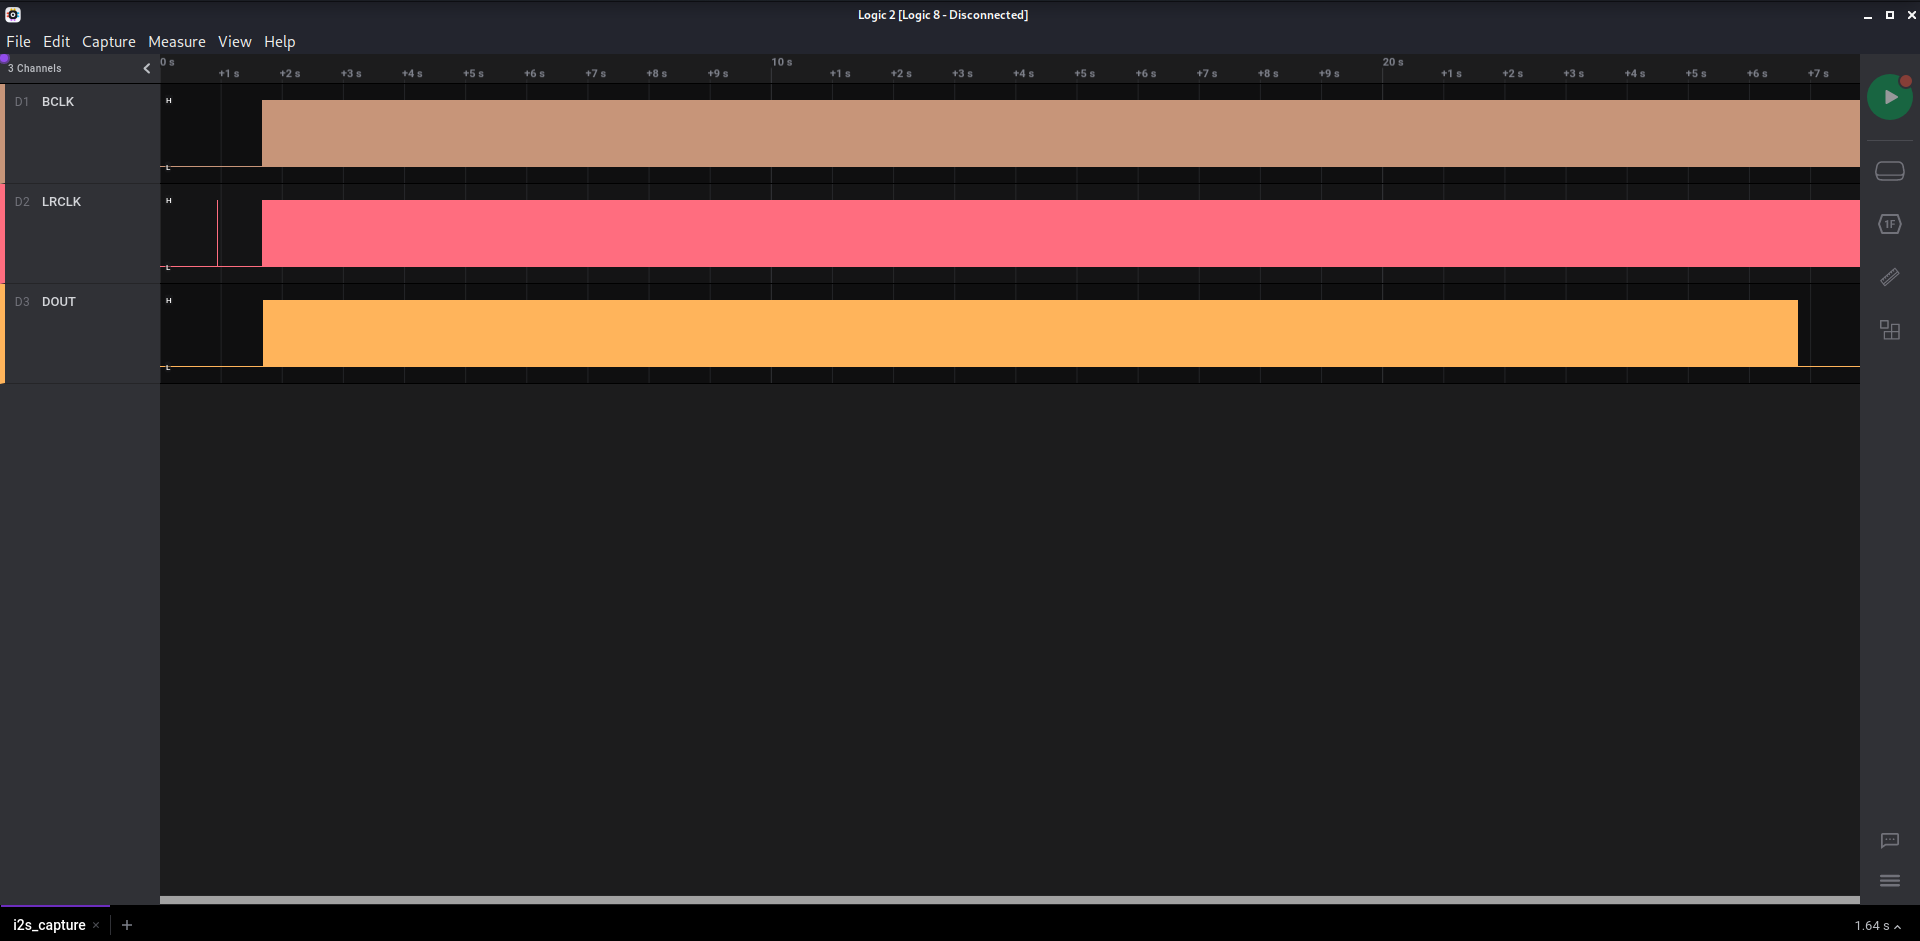 Logic 2 [Logic 8 - Disconnected]
File Edit Capture Measure View Help
3 Channels
0 s +1 s +2 s +3 s +4 s +5 s +6 s +7 s +8 s +9 s 10 s +1 s +2 s +3 s +4 s +5 s +6 s +7 s +8 s +9 s 20 s +1 s +2 s +3 s +4 s +5 s +6 s +7 s
D1 BCLK
H
L
D2 LRCLK
H
L
D3 DOUT
H
L
1F
i2s_capture × +
1.64 s